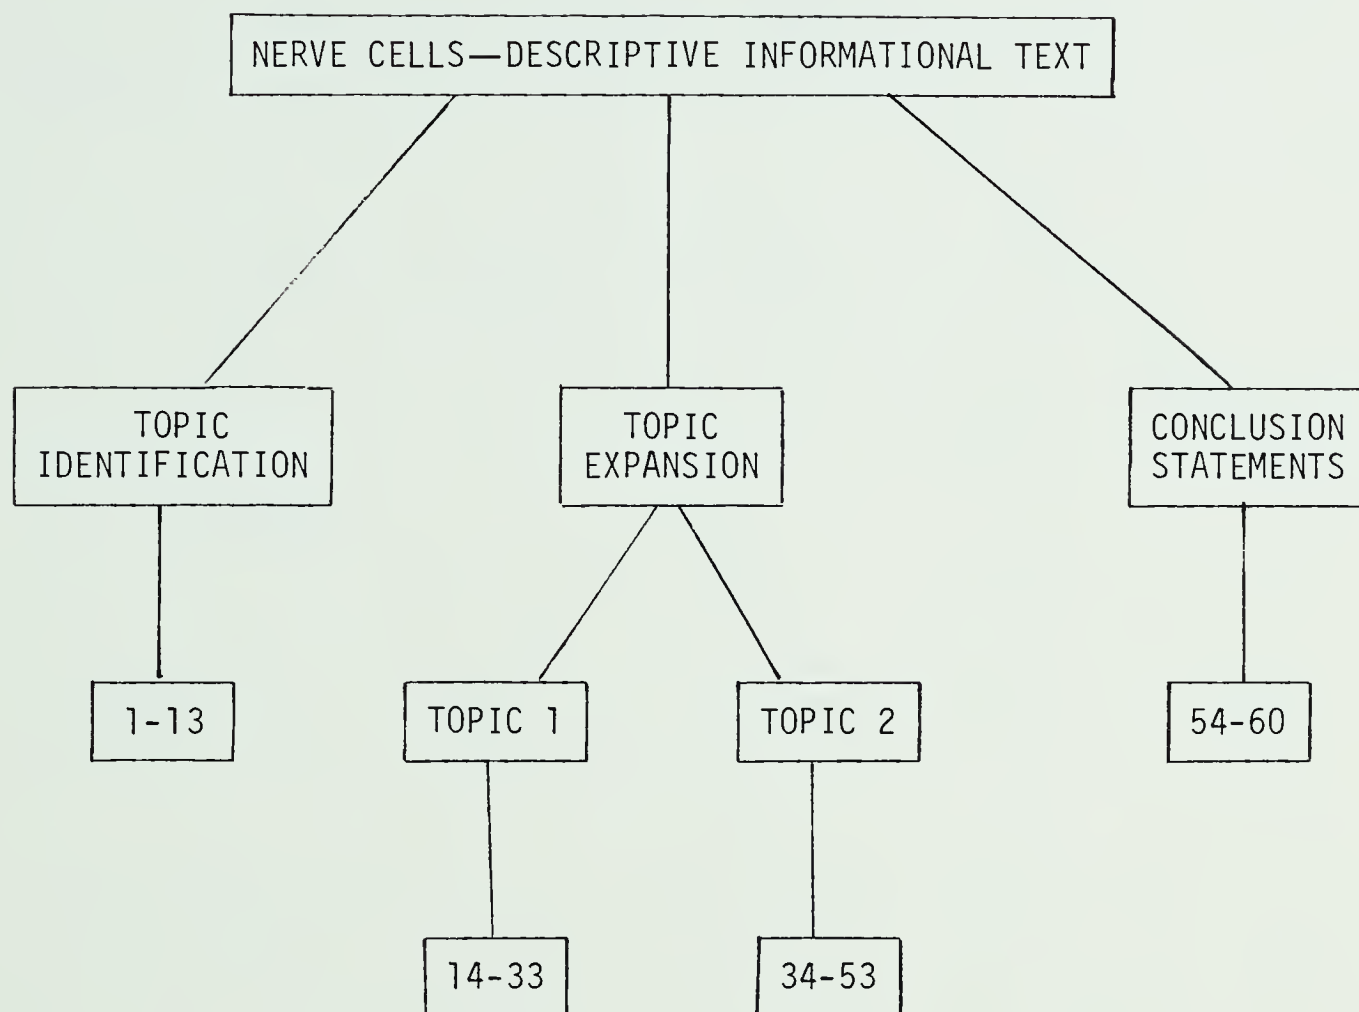 NERVE CELLS—DESCRIPTIVE INFORMATIONAL TEXT
TOPIC
IDENTIFICATION
TOPIC
EXPANSION
CONCLUSION
STATEMENTS
1-13
TOPIC 1
TOPIC 2
54-60
14-33
34-53